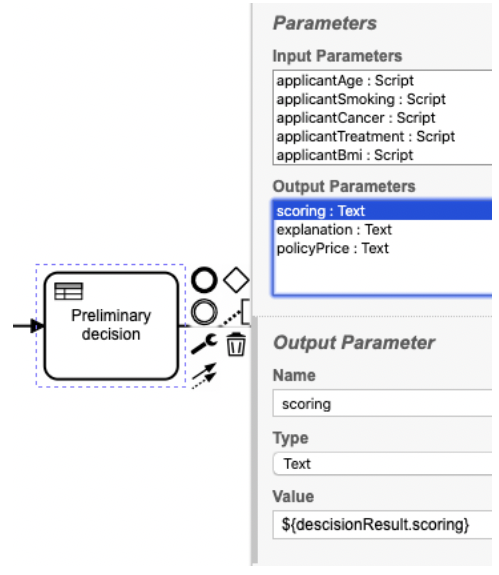 Parameters
Input Parameters
applicantAge : Script
applicantSmoking : Script
applicantCancer : Script
applicantTreatment : Script
applicantBmi : Script
Output Parameters
scoring : Text
explanation : Text
policyPrice : Text
Preliminary
decision
Output Parameter
Name
scoring
Type
Text
Value
${descisionResult.scoring}